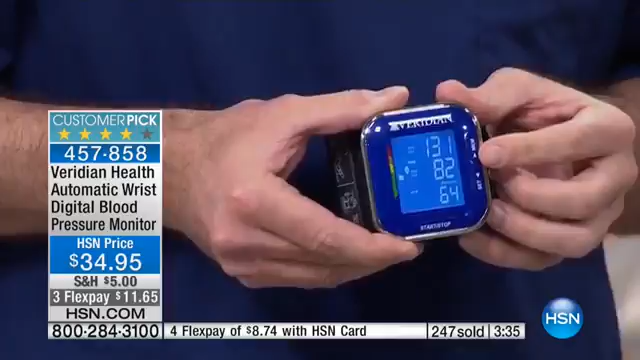 CUSTOMER PICK
457-858
Veridian Health
Automatic Wrist
Digital Blood
Pressure Monitor
HSN Price
$34.95
S&H $5.00
3 Flexpay $11.65
HSN.COM
800-284-3100
4 Flexpay of $8.74 with HSN Card
247 sold
3:35
HSN
VERIDIAN
131
82
64
MEM
SET
START/STOP